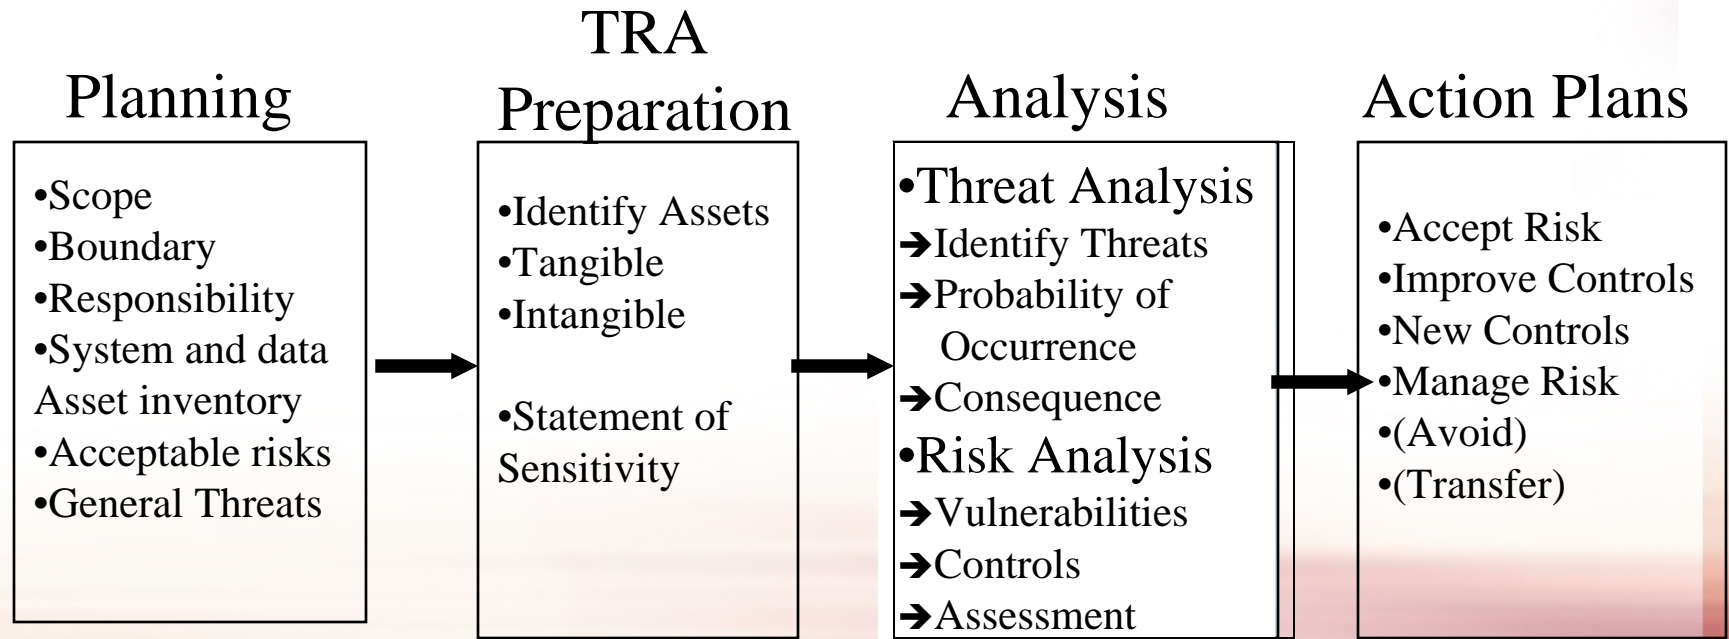 Planning
•Scope
•Boundary
•Responsibility
•System and data
Asset inventory
•Acceptable risks
•General Threats
TRA
Preparation
•Identify Assets
•Tangible
•Intangible
•Statement of
Sensitivity
Analysis
•Threat Analysis
➔Identify Threats
➔Probability of
Occurrence
➔Consequence
•Risk Analysis
➔Vulnerabilities
➔Controls
➔Assessment
Action Plans
•Accept Risk
•Improve Controls
•New Controls
•Manage Risk
•(Avoid)
•(Transfer)